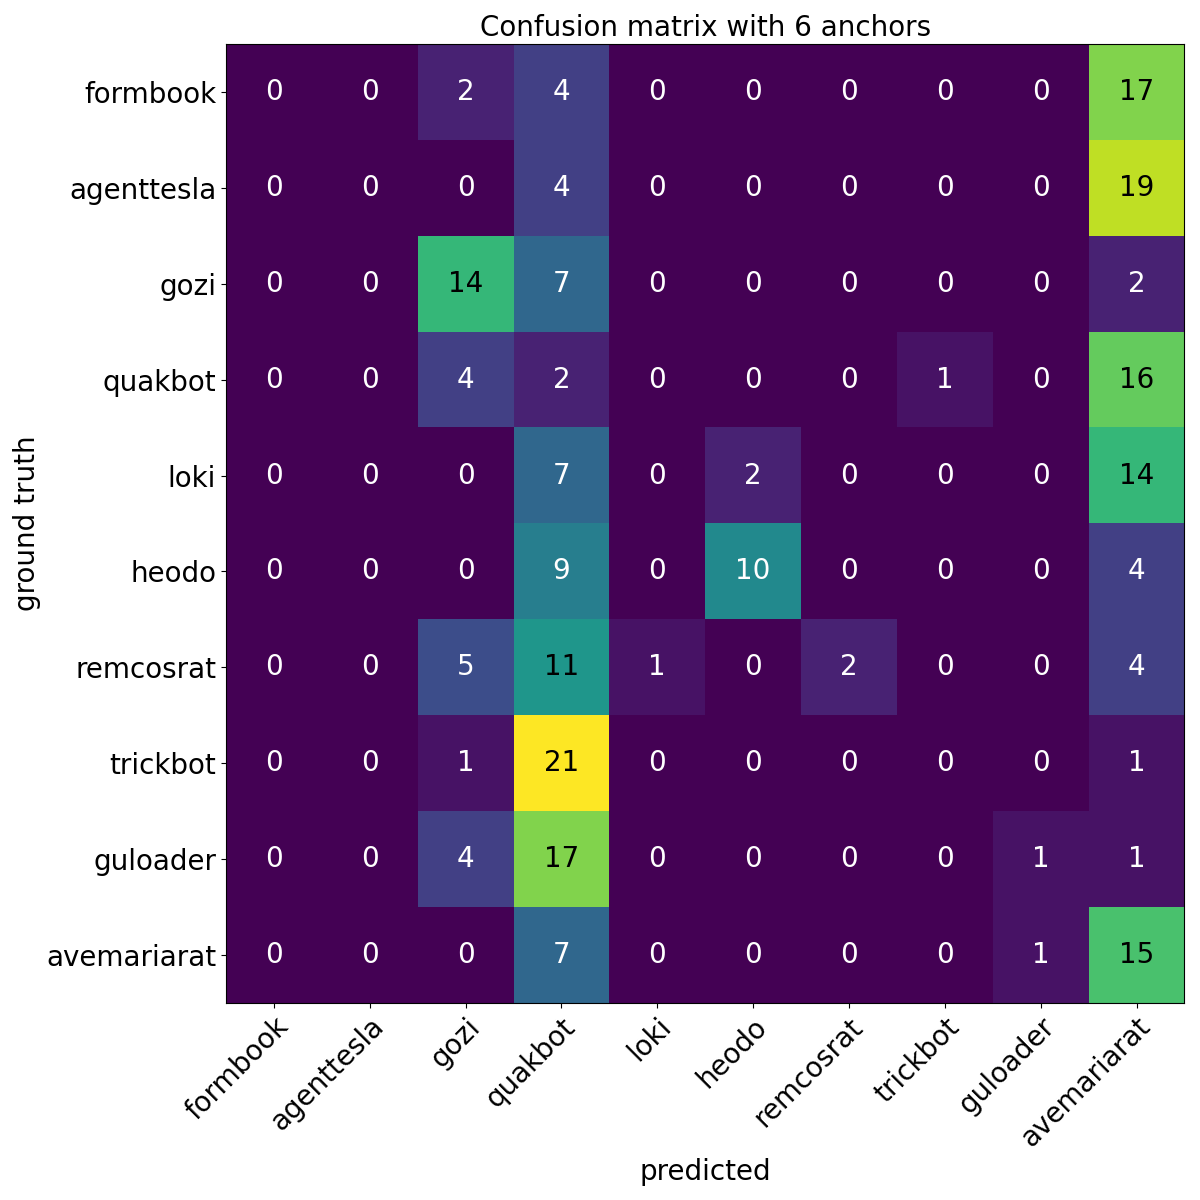 Confusion matrix with 6 anchors
formbook 0 0 2 4 0 0 0 0 0 17
agenttesla 0 0 0 4 0 0 0 0 0 19
gozi 0 0 14 7 0 0 0 0 0 2
quakbot 0 0 4 2 0 0 0 1 0 16
loki 0 0 0 7 0 2 0 0 0 14
heodo 0 0 0 9 0 10 0 0 0 4
remcosrat 0 0 5 11 1 0 2 0 0 4
trickbot 0 0 1 21 0 0 0 0 0 1
guloader 0 0 4 17 0 0 0 0 1 1
avemariarat 0 0 0 7 0 0 0 0 1 15
ground truth
formbook agenttesla gozi quakbot loki heodo remcosrat trickbot guloader avemariarat
predicted